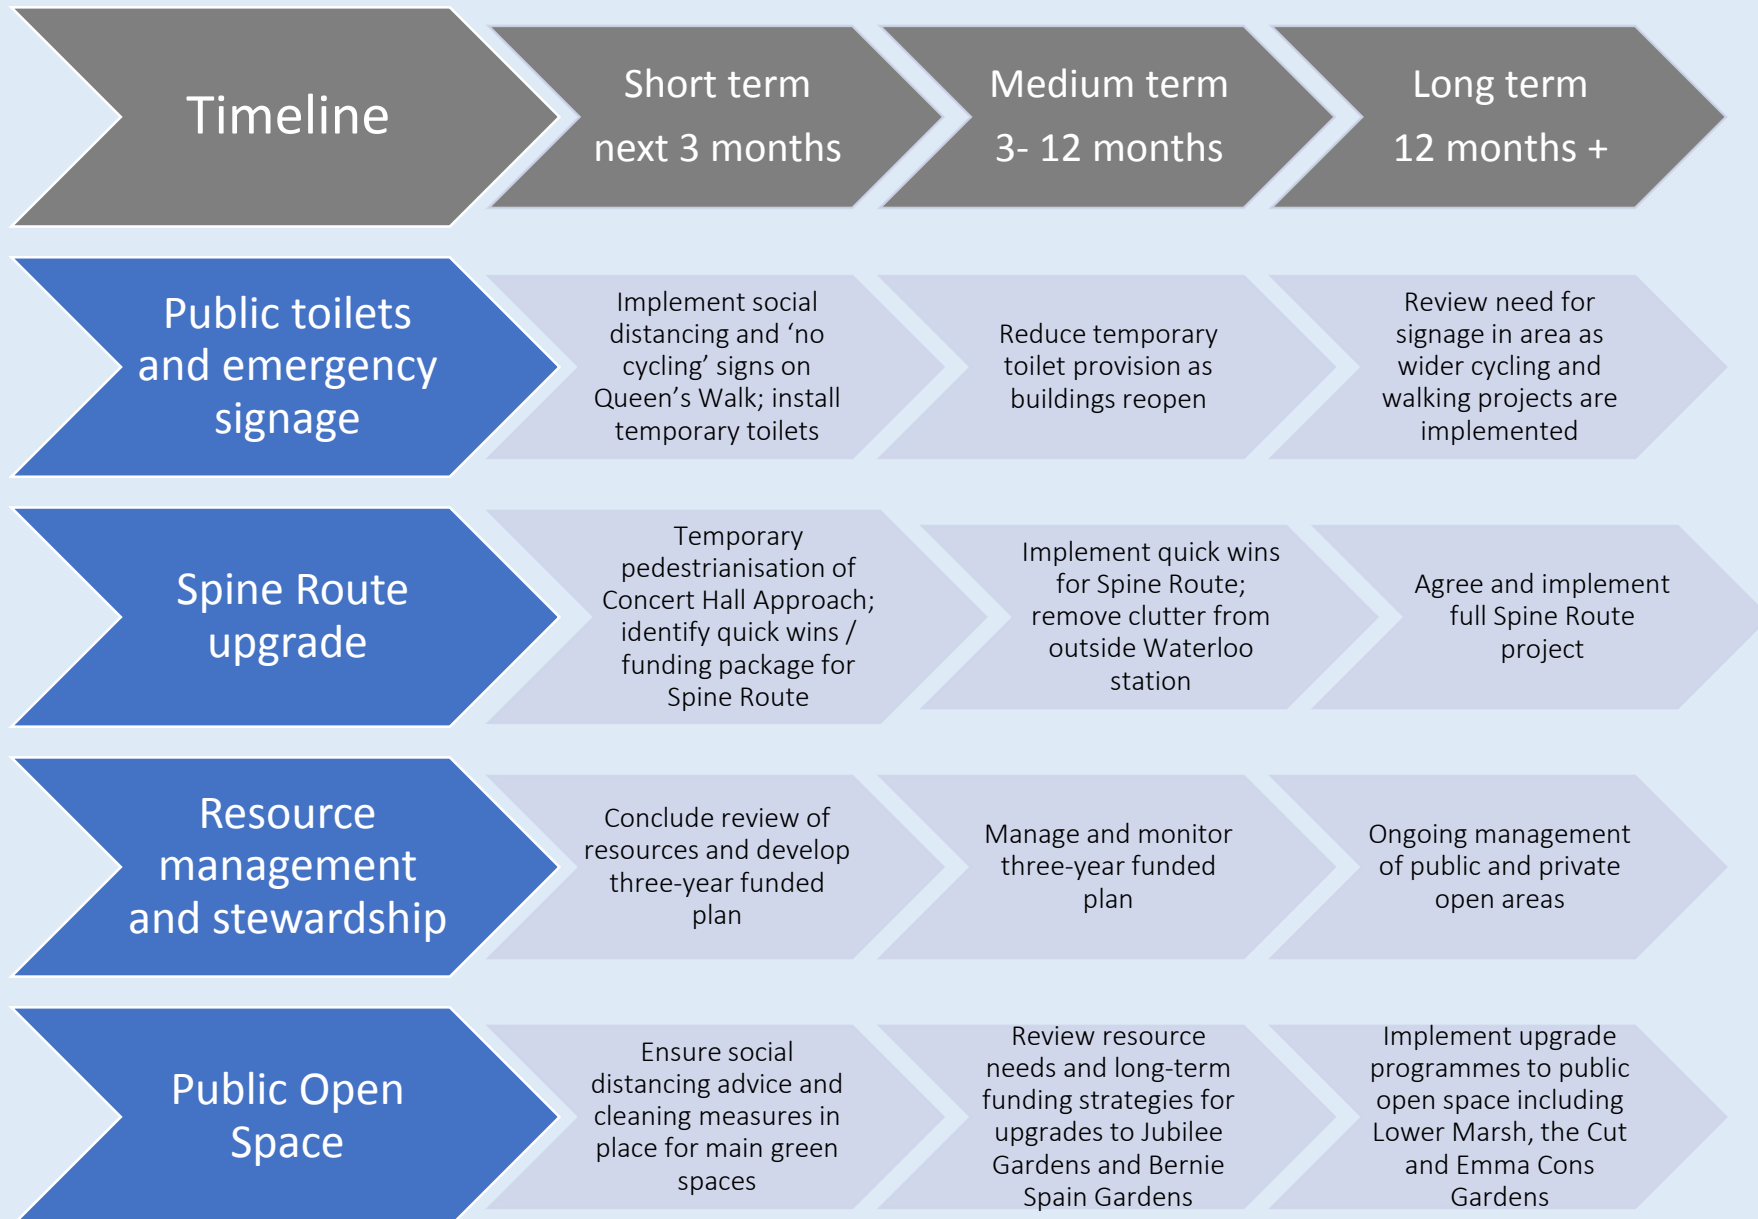 Timeline
Short term
next 3 months
Medium term
3- 12 months
Long term
12 months +
Public toilets
and emergency
signage
Implement social
distancing and ‘no
cycling’ signs on
Queen’s Walk; install
temporary toilets
Reduce temporary
toilet provision as
buildings reopen
Review need for
signage in area as
wider cycling and
walking projects are
implemented
Spine Route
upgrade
Temporary
pedestrianisation of
Concert Hall Approach;
identify quick wins /
funding package for
Spine Route
Implement quick wins
for Spine Route;
remove clutter from
outside Waterloo
station
Agree and implement
full Spine Route
project
Resource
management
and stewardship
Conclude review of
resources and develop
three-year funded
plan
Manage and monitor
three-year funded
plan
Ongoing management
of public and private
open areas
Public Open
Space
Ensure social
distancing advice and
cleaning measures in
place for main green
spaces
Review resource
needs and long-term
funding strategies for
upgrades to Jubilee
Gardens and Bernie
Spain Gardens
Implement upgrade
programmes to public
open space including
Lower Marsh, the Cut
and Emma Cons
Gardens